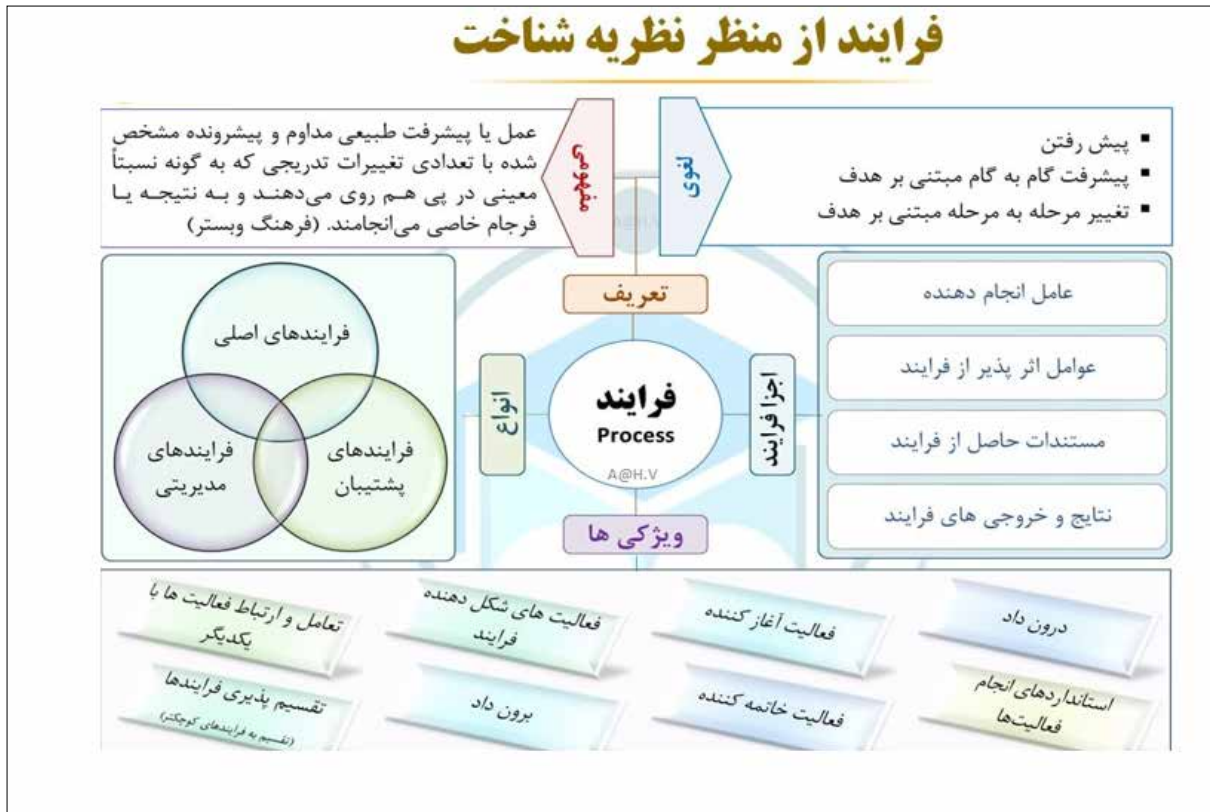 فرایند از منظر نظریه شناخت
لغوی
▪ پیش رفتن
▪ پیشرفت گام به گام مبتنی بر هدف
▪ تغییر مرحله به مرحله مبتنی بر هدف
مفهومی
عمل یا پیشرفت طبیعی مداوم و پیشرونده مشخص
شده با تعدادی تغییرات تدریجی که به گونه نسبتاً
معینی در پی هم روی می‌دهند و به نتیجه یا
فرجام خاصی می‌انجامند. (فرهنگ وبستر)
A@H.V
تعریف
اجزا فرایند
عامل انجام دهنده
عوامل اثر پذیر از فرایند
مستندات حاصل از فرایند
نتایج و خروجی های فرایند
فرایند
Process
A@H.V
انواع
فرایندهای اصلی
فرایندهای
پشتیبان
فرایندهای
مدیریتی
ویژگی ها
درون داد
فعالیت آغاز کننده
فعالیت های شکل دهنده
فرایند
تعامل و ارتباط فعالیت ها با
یکدیگر
استانداردهای انجام
فعالیت‌ها
فعالیت خاتمه کننده
برون داد
تقسیم پذیری فرایندها
(تقسیم به فرایندهای کوچکتر)